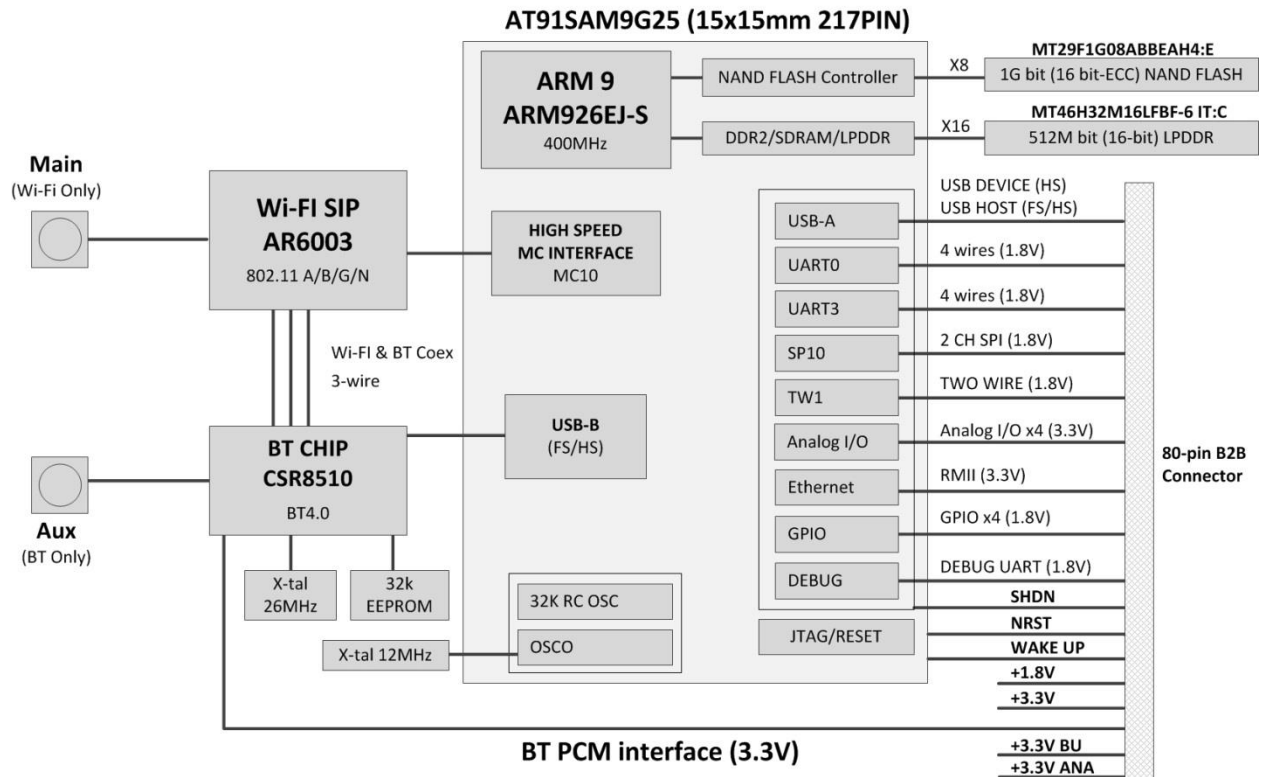 AT91SAM9G25 (15x15mm 217PIN)
ARM 9
ARM926EJ-S
400MHz
NAND FLASH Controller
X8
MT29F1G08ABBEAH4:E
1G bit (16 bit-ECC) NAND FLASH
DDR2/SDRAM/LPDDR
X16
MT46H32M16LFBF-6 IT:C
512M bit (16-bit) LPDDR
Main
(Wi-Fi Only)
Wi-FI SIP
AR6003
802.11 A/B/G/N
HIGH SPEED
MC INTERFACE
MC10
Wi-FI & BT Coex
3-wire
BT CHIP
CSR8510
BT4.0
USB-B
(FS/HS)
Aux
(BT Only)
X-tal
26MHz
32k
EEPROM
X-tal 12MHz
32K RC OSC
OSCO
USB-A
USB DEVICE (HS)
USB HOST (FS/HS)
UART0
4 wires (1.8V)
UART3
4 wires (1.8V)
SP10
2 CH SPI (1.8V)
TW1
TWO WIRE (1.8V)
Analog I/O
Analog I/O x4 (3.3V)
Ethernet
RMII (3.3V)
GPIO
GPIO x4 (1.8V)
DEBUG
DEBUG UART (1.8V)
JTAG/RESET
SHDN
NRST
WAKE UP
+1.8V
+3.3V
80-pin B2B
Connector
BT PCM interface (3.3V)
+3.3V BU
+3.3V ANA